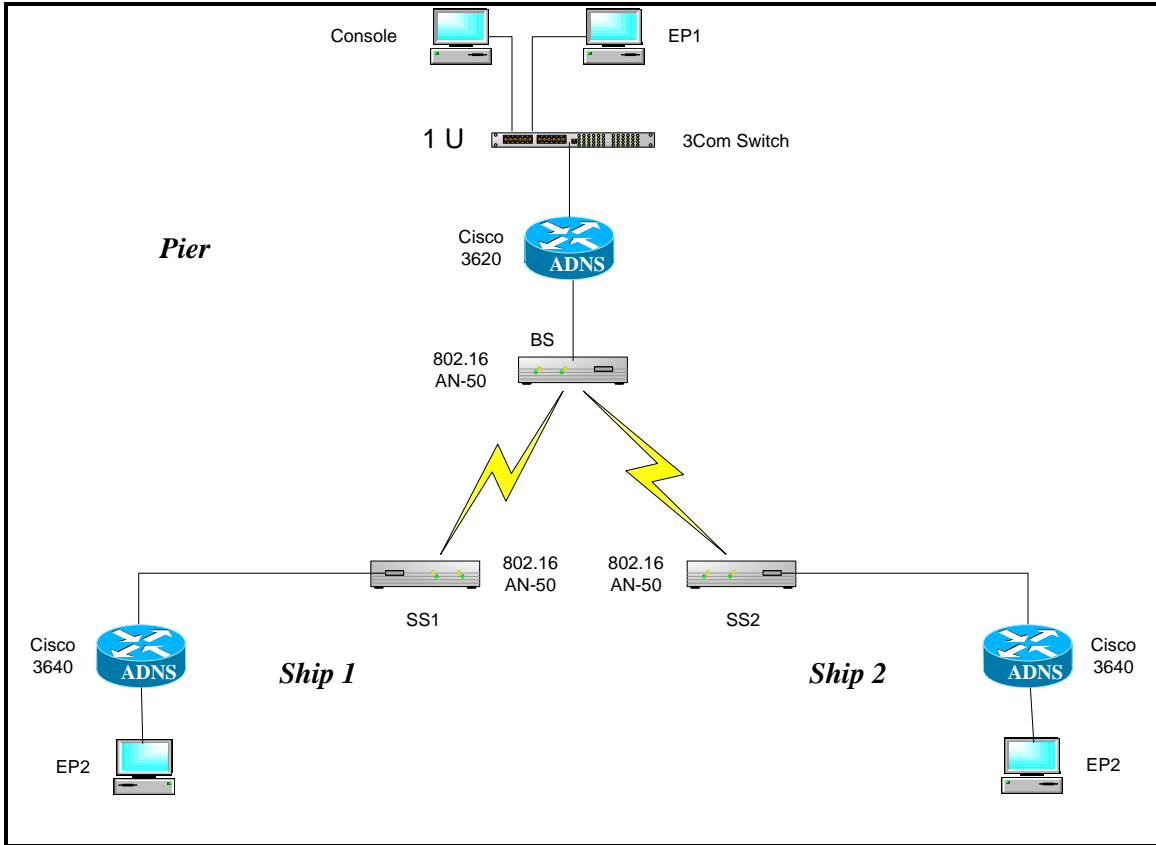 Console
EP1
1 U
3Com Switch
Pier
Cisco
3620
ADNS
BS
802.16
AN-50
802.16
AN-50
802.16
AN-50
SS1
SS2
Cisco
3640
ADNS
Ship 1
Ship 2
Cisco
3640
ADNS
EP2
EP2